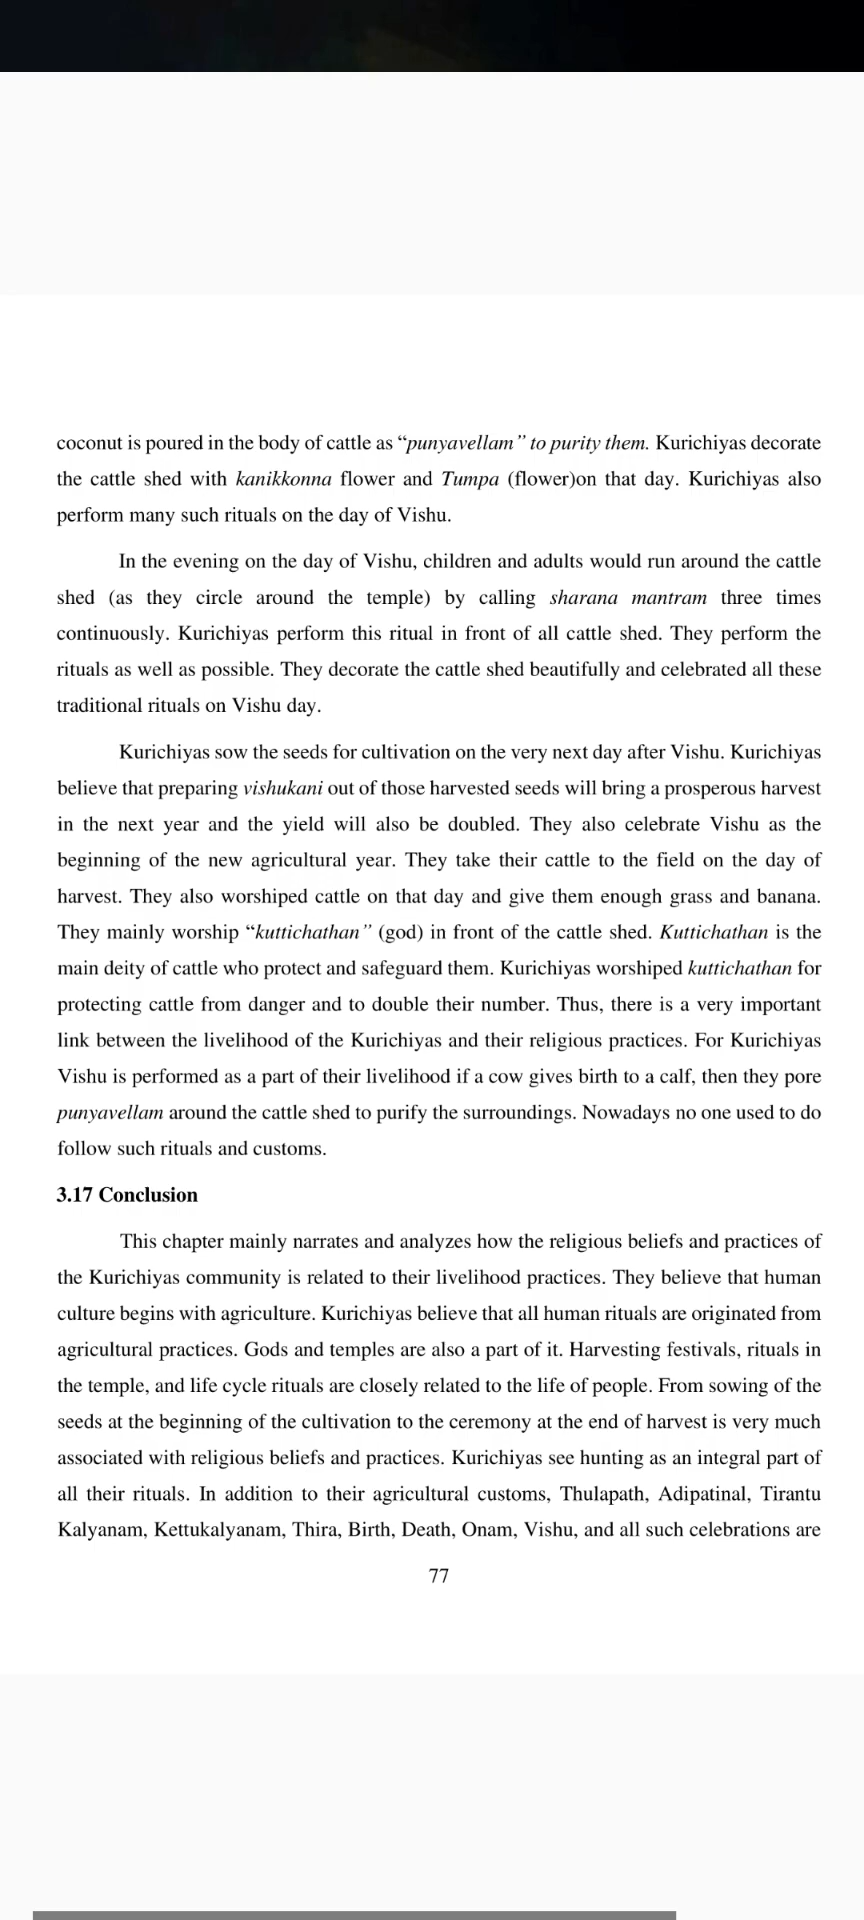 coconut is poured in the body of cattle as “punyavellam” to purity them. Kurichiyas decorate
the cattle shed with kanikkonna flower and Tumpa (flower)on that day. Kurichiyas also
perform many such rituals on the day of Vishu.
In the evening on the day of Vishu, children and adults would run around the cattle
shed (as they circle around the temple) by calling sharana mantram three times
continuously. Kurichiyas perform this ritual in front of all cattle shed. They perform the
rituals as well as possible. They decorate the cattle shed beautifully and celebrated all these
traditional rituals on Vishu day.
Kurichiyas sow the seeds for cultivation on the very next day after Vishu. Kurichiyas
believe that preparing vishukani out of those harvested seeds will bring a prosperous harvest
in the next year and the yield will also be doubled. They also celebrate Vishu as the
beginning of the new agricultural year. They take their cattle to the field on the day of
harvest. They also worshiped cattle on that day and give them enough grass and banana.
They mainly worship “kuttichathan” (god) in front of the cattle shed. Kuttichathan is the
main deity of cattle who protect and safeguard them. Kurichiyas worshiped kuttichathan for
protecting cattle from danger and to double their number. Thus, there is a very important
link between the livelihood of the Kurichiyas and their religious practices. For Kurichiyas
Vishu is performed as a part of their livelihood if a cow gives birth to a calf, then they pore
punyavellam around the cattle shed to purify the surroundings. Nowadays no one used to do
follow such rituals and customs.
3.17 Conclusion
This chapter mainly narrates and analyzes how the religious beliefs and practices of
the Kurichiyas community is related to their livelihood practices. They believe that human
culture begins with agriculture. Kurichiyas believe that all human rituals are originated from
agricultural practices. Gods and temples are also a part of it. Harvesting festivals, rituals in
the temple, and life cycle rituals are closely related to the life of people. From sowing of the
seeds at the beginning of the cultivation to the ceremony at the end of harvest is very much
associated with religious beliefs and practices. Kurichiyas see hunting as an integral part of
all their rituals. In addition to their agricultural customs, Thulapath, Adipatinal, Tirantu
Kalyanam, Kettukalyanam, Thira, Birth, Death, Onam, Vishu, and all such celebrations are
77